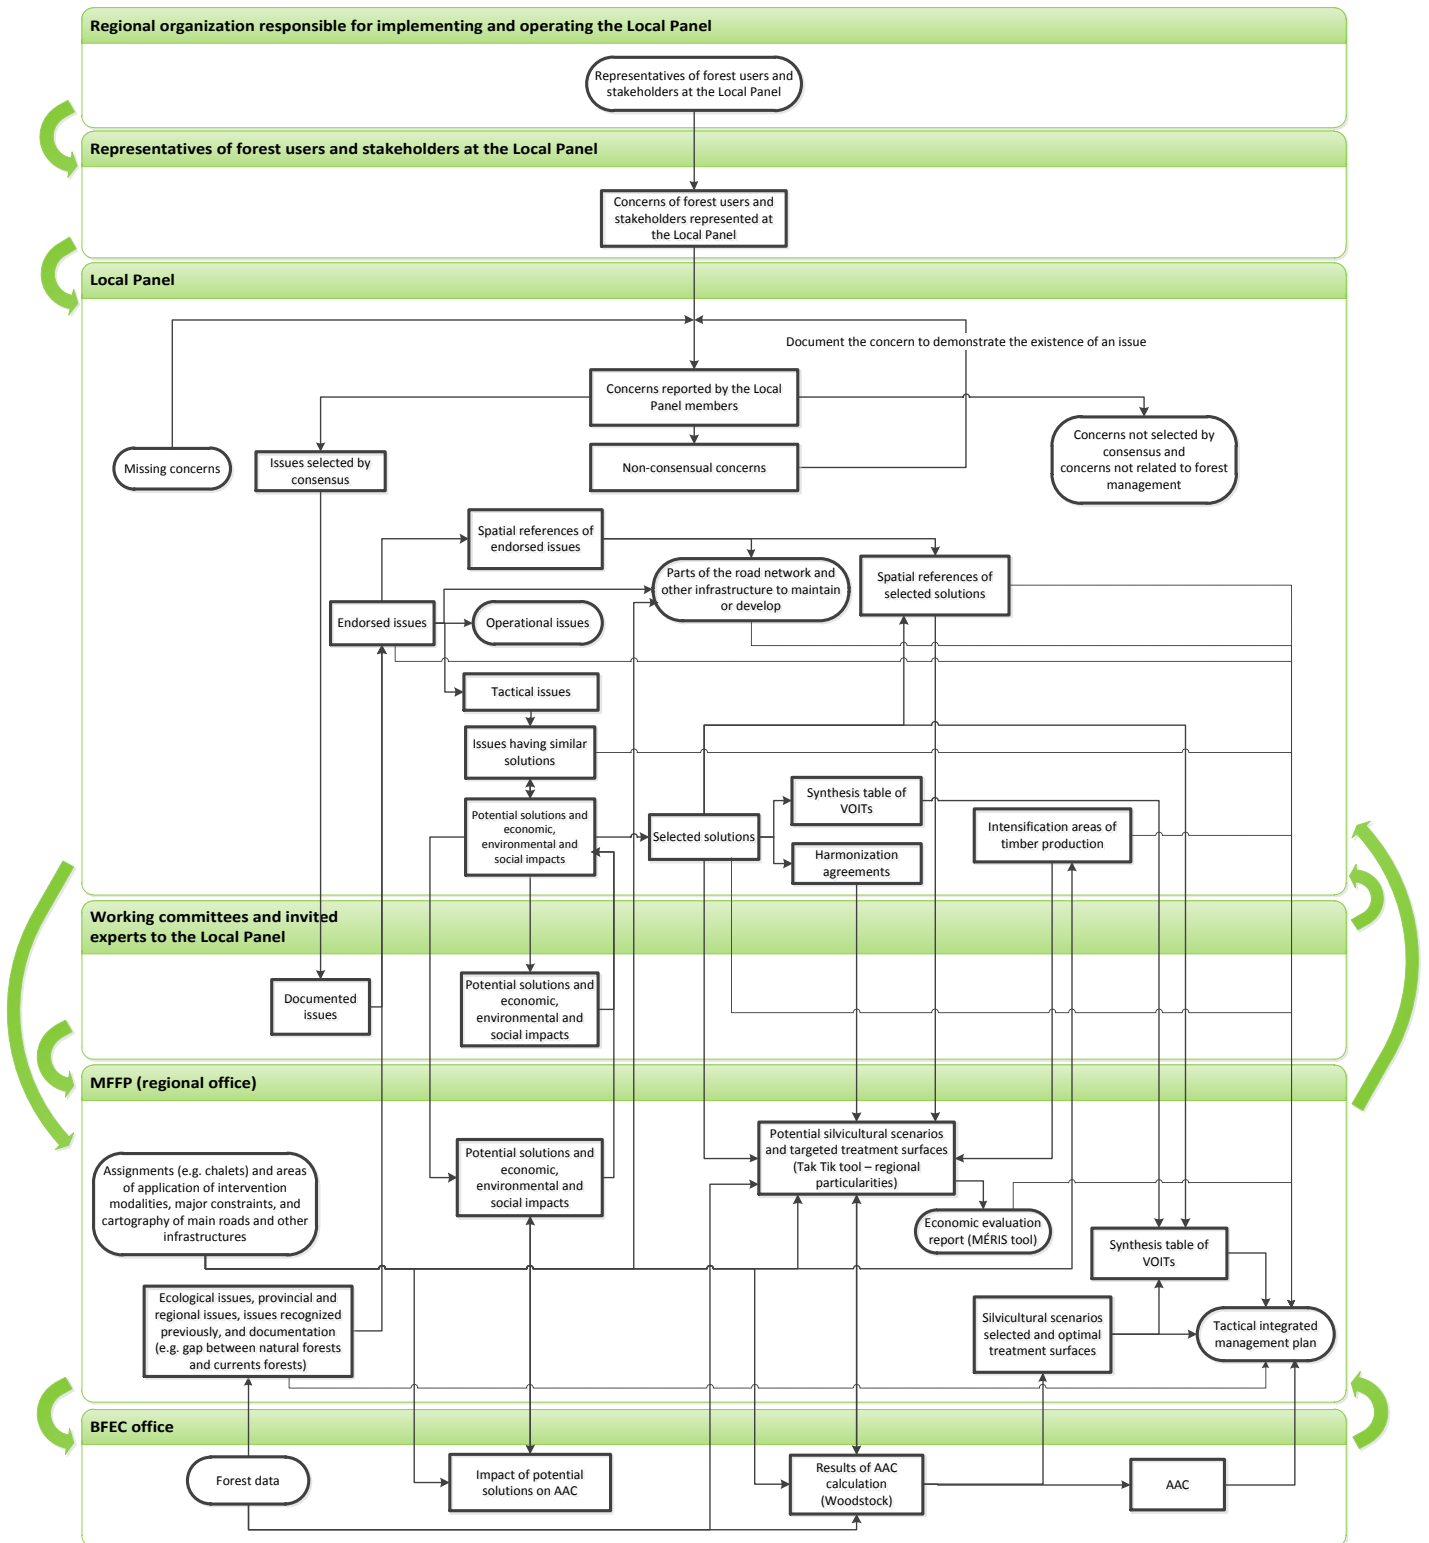 Regional organization responsible for implementing and operating the Local Panel
Representatives of forest users and
stakeholders at the Local Panel
Representatives of forest users and stakeholders at the Local Panel
Concerns of forest users and
stakeholders represented at
the Local Panel
Local Panel
Document the concern to demonstrate the existence of an issue
Concerns reported by the Local
Panel members
Missing concerns
Issues selected by
consensus
Non-consensual concerns
Concerns not selected by
consensus and
concerns not related to forest
management
Spatial references of
endorsed issues
Parts of the road network and
other infrastructure to maintain
or develop
Spatial references of
selected solutions
Endorsed issues
Operational issues
Tactical issues
Issues having similar
solutions
Potential solutions and
economic,
environmental and
social impacts
Selected solutions
Synthesis table of
VOITs
Harmonization
agreements
Intensification areas of
timber production
Working committees and invited
experts to the Local Panel
Documented
issues
Potential solutions and
economic,
environmental and
social impacts
MFFP (regional office)
Assignments (e.g. chalets) and areas
of application of intervention
modalities, major constraints, and
cartography of main roads and other
infrastructures
Potential solutions and
economic,
environmental and
social impacts
Potential silvicultural scenarios
and targeted treatment surfaces
(Tak Tik tool – regional
particularities)
Economic evaluation
report (MÉRIS tool)
Synthesis table of
VOITs
Ecological issues, provincial and
regional issues, issues recognized
previously, and documentation
(e.g. gap between natural forests
and currents forests)
Silvicultural scenarios
selected and optimal
treatment surfaces
Tactical integrated
management plan
BFEC office
Forest data
Impact of potential
solutions on AAC
Results of AAC
calculation
(Woodstock)
AAC